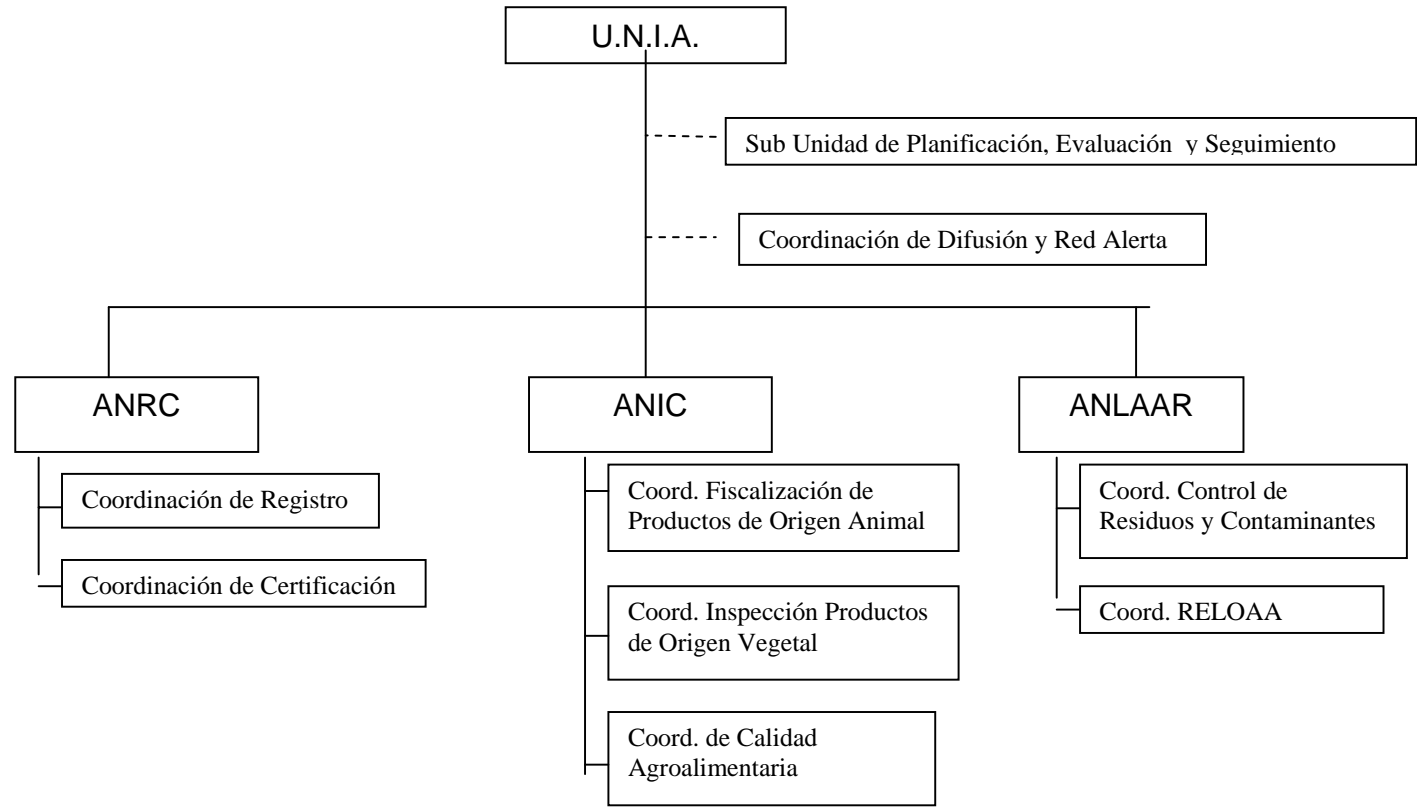 U.N.I.A.
Sub Unidad de Planificación, Evaluación y Seguimiento
Coordinación de Difusión y Red Alerta
ANRC
Coordinación de Registro
Coordinación de Certificación
ANIC
Coord. Fiscalización de
Productos de Origen Animal
Coord. Inspección Productos
de Origen Vegetal
Coord. de Calidad
Agroalimentaria
ANLAAR
Coord. Control de
Residuos y Contaminantes
Coord. RELOAA